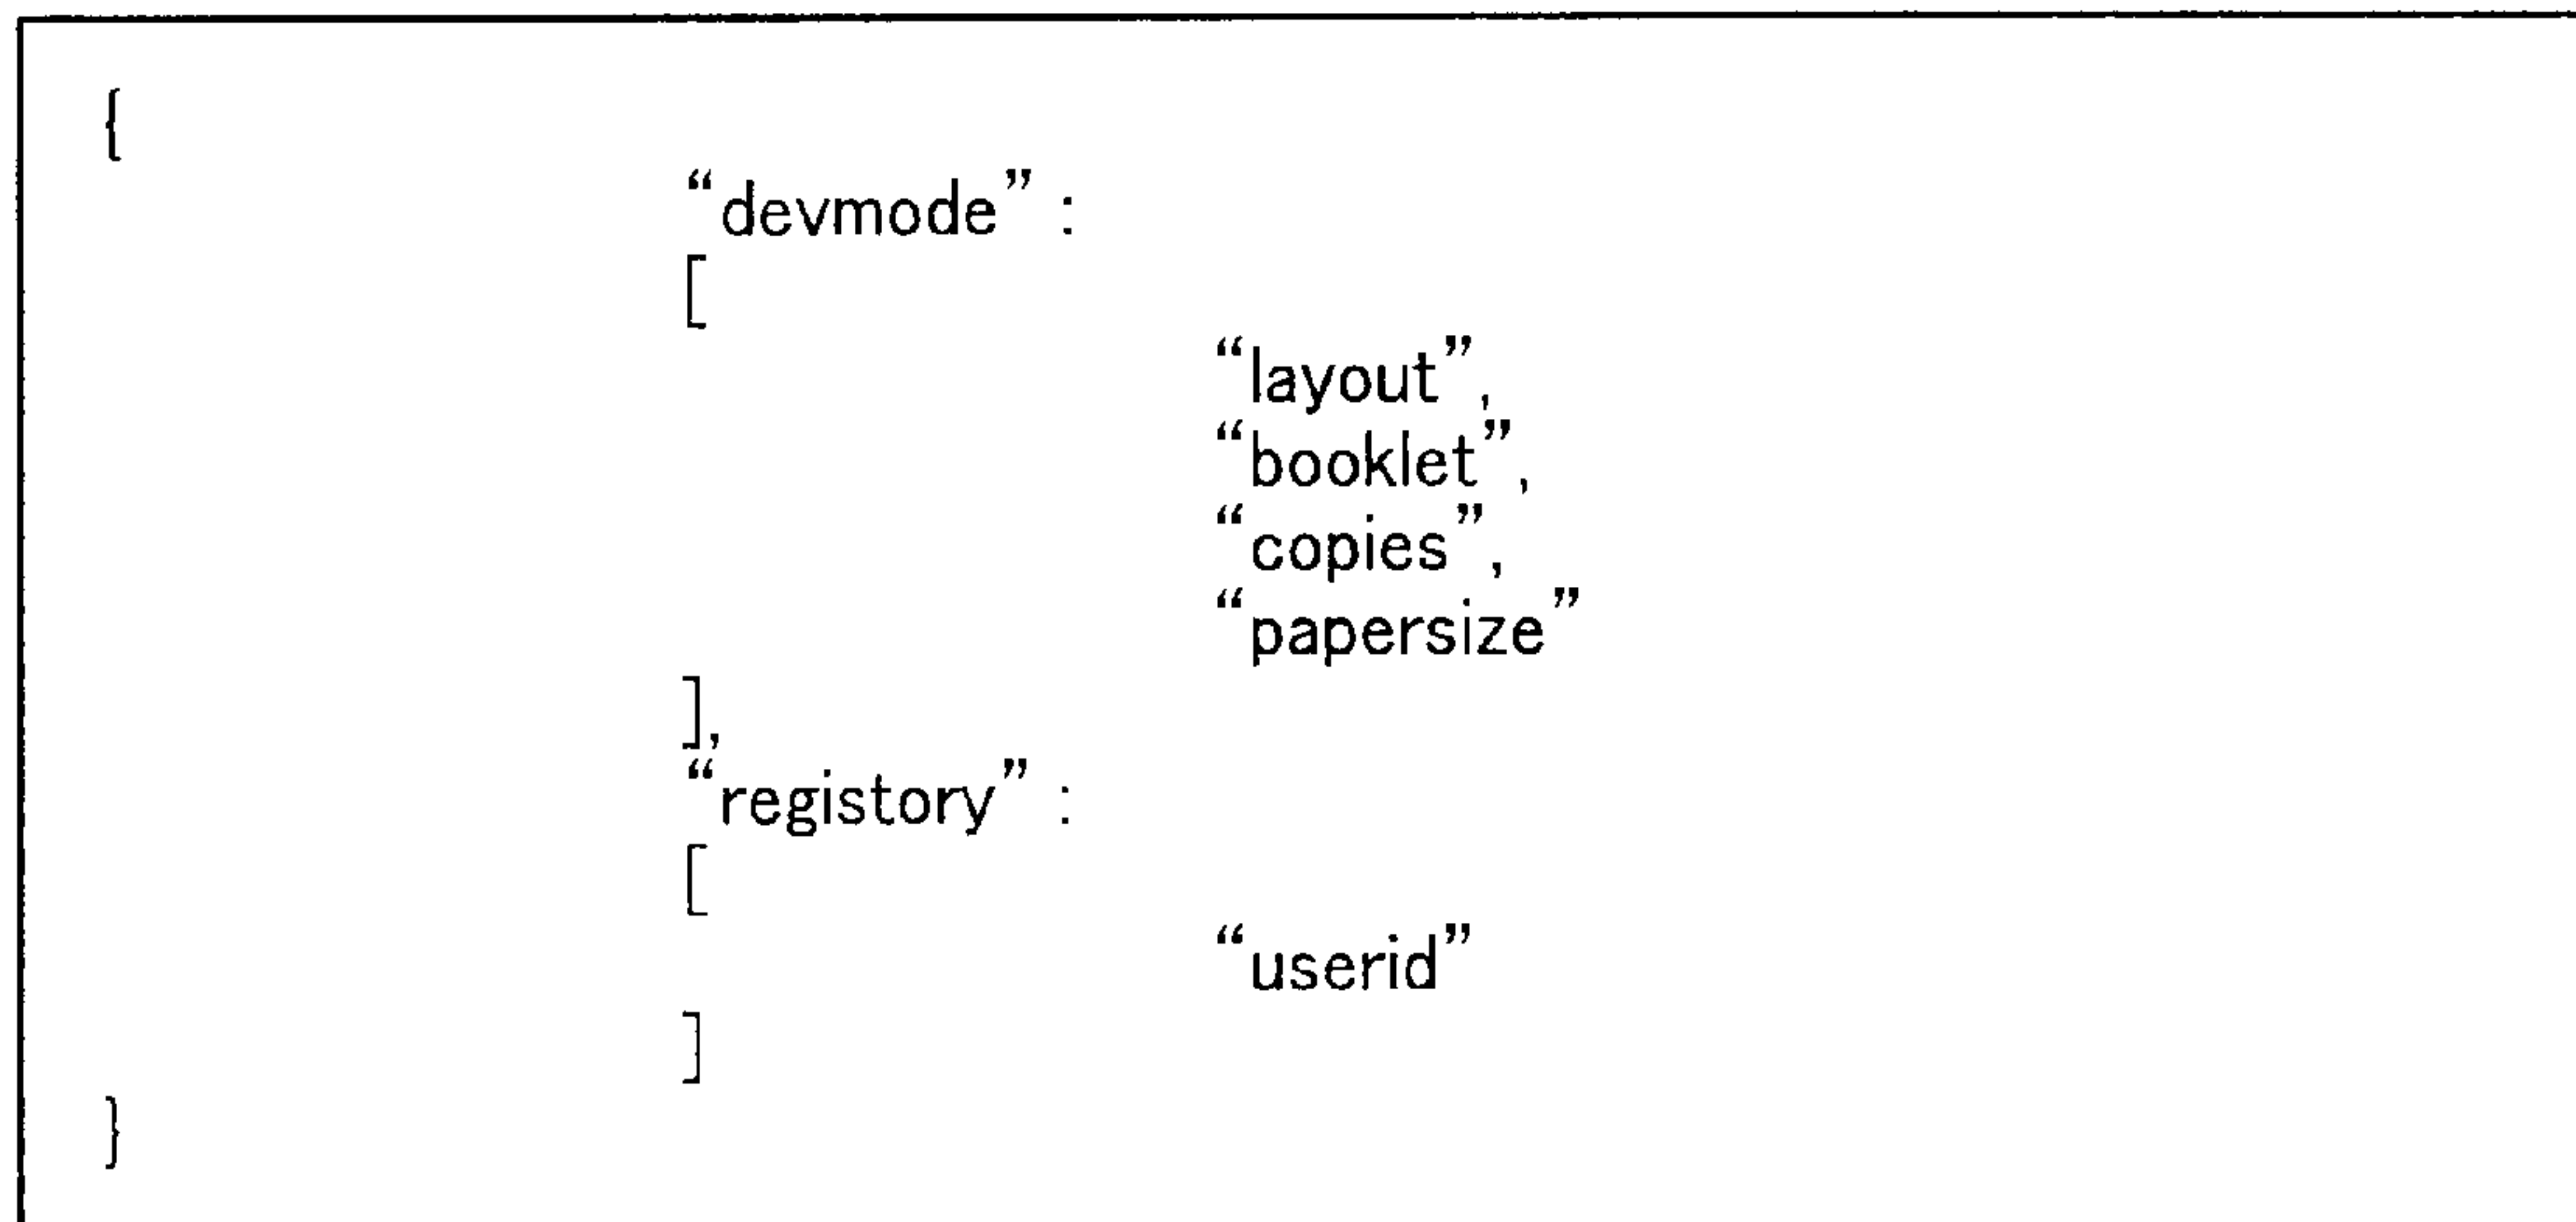 {
“devmode” :
[
“layout”,
“booklet”,
“copies”,
“papersize”
],
“registory” :
[
“userid”
]
}